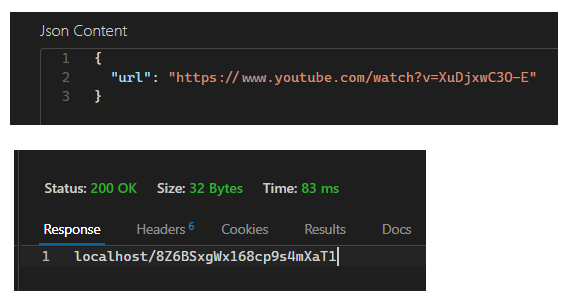 Json Content
1 {
2 "url": "https://www.youtube.com/watch?v=XuDjxwC3O-E"
3 }
Status: 200 OK Size: 32 Bytes Time: 83 ms
Response Headers 6 Cookies Results Docs
1 localhost/8Z6BSxgWx168cp9s4mXaT1